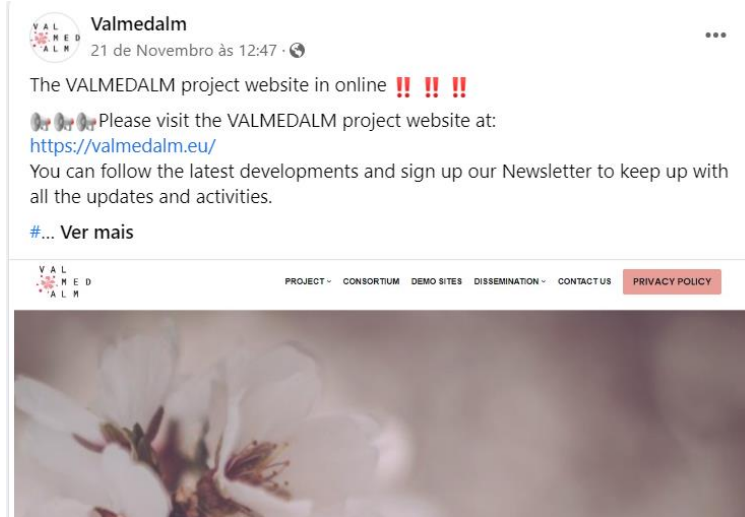 VAL
MED
ALM
Valmedalm
21 de Novembro às 12:47 ·
The VALMEDALM project website in online ‼️ ‼️ ‼️
📢📢📢Please visit the VALMEDALM project website at:
https://valmedalm.eu/
You can follow the latest developments and sign up our Newsletter to keep up with
all the updates and activities.
#... Ver mais
VAL
MED
ALM
PROJECT CONSORTIUM DEMO SITES DISSEMINATION CONTACT US PRIVACY POLICY